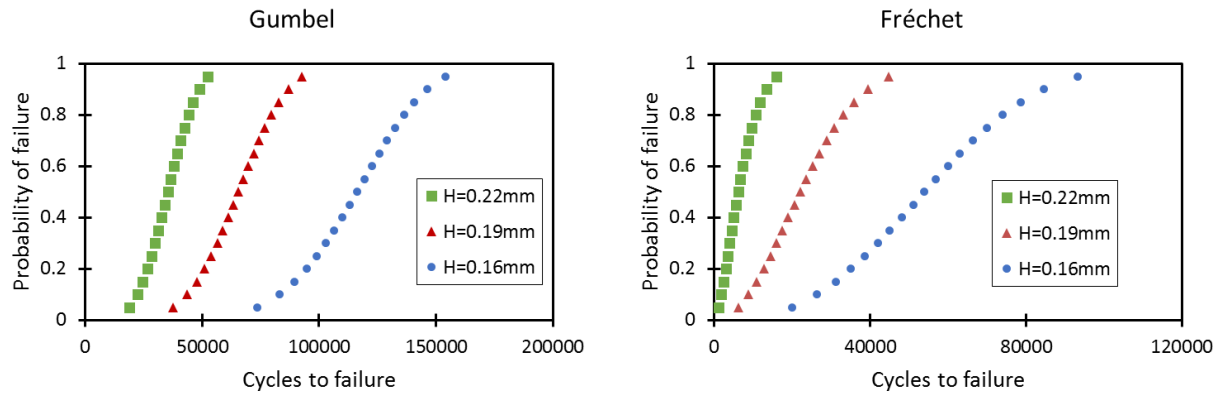 Gumbel
Probability of failure
1
0.8
0.6
0.4
0.2
0
0
50000
100000
150000
200000
Cycles to failure
H=0.22mm
H=0.19mm
H=0.16mm
Fréchet
Probability of failure
1
0.8
0.6
0.4
0.2
0
0
40000
80000
120000
Cycles to failure
H=0.22mm
H=0.19mm
H=0.16mm